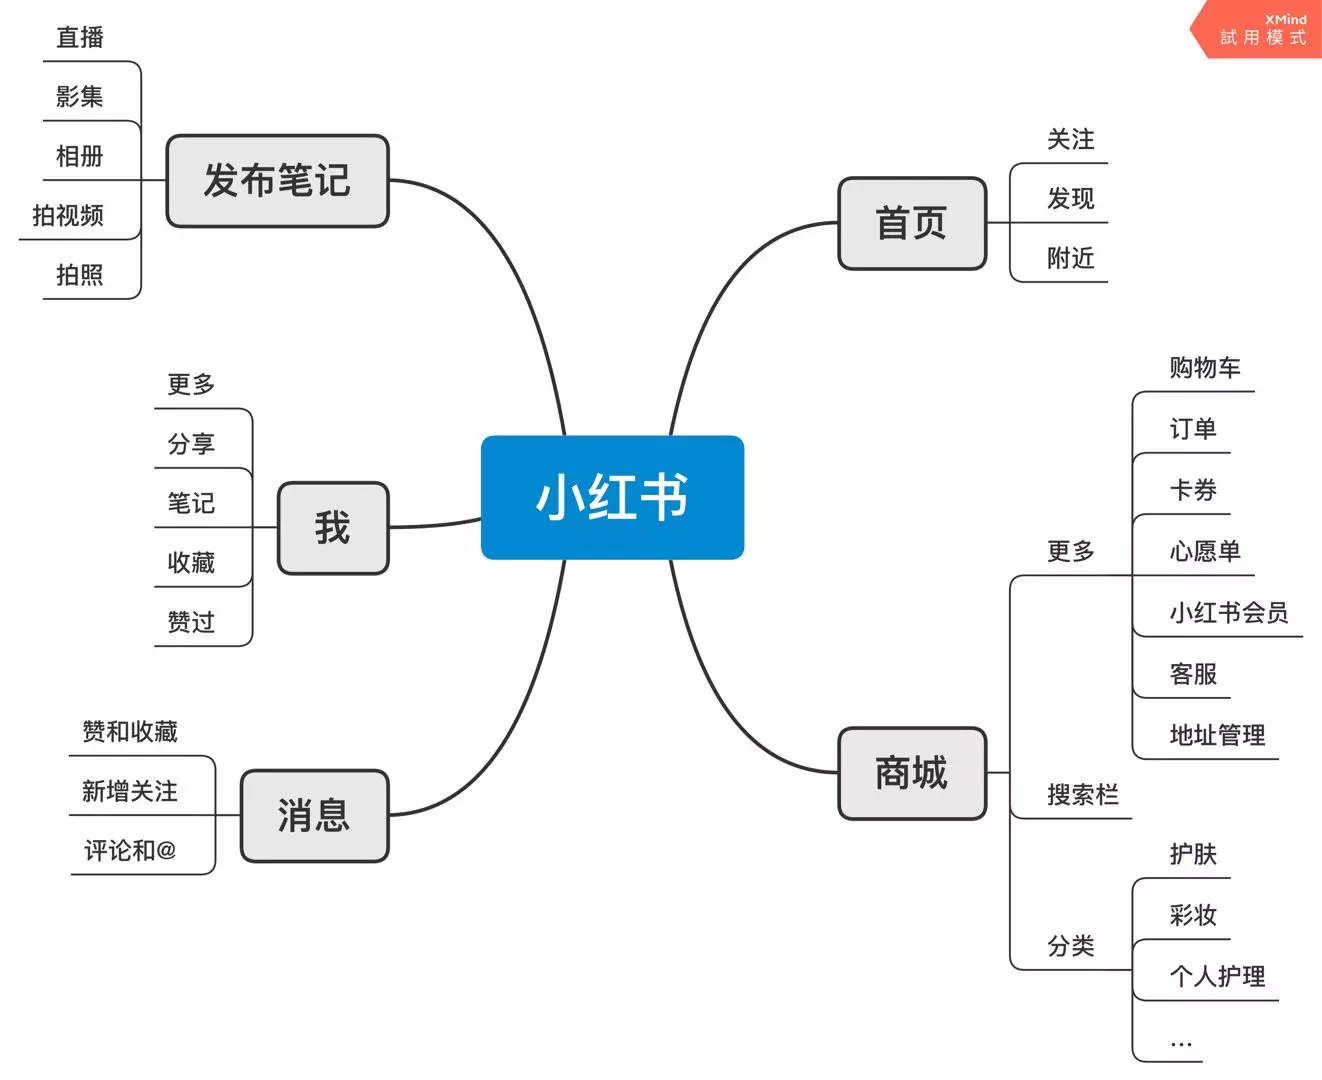 XMind
試用模式
小红书
首页
关注
发现
附近
商城
更多
购物车
订单
卡券
心愿单
小红书会员
客服
地址管理
搜索栏
分类
护肤
彩妆
个人护理
...
发布笔记
直播
影集
相册
拍视频
拍照
我
更多
分享
笔记
收藏
赞过
消息
赞和收藏
新增关注
评论和@